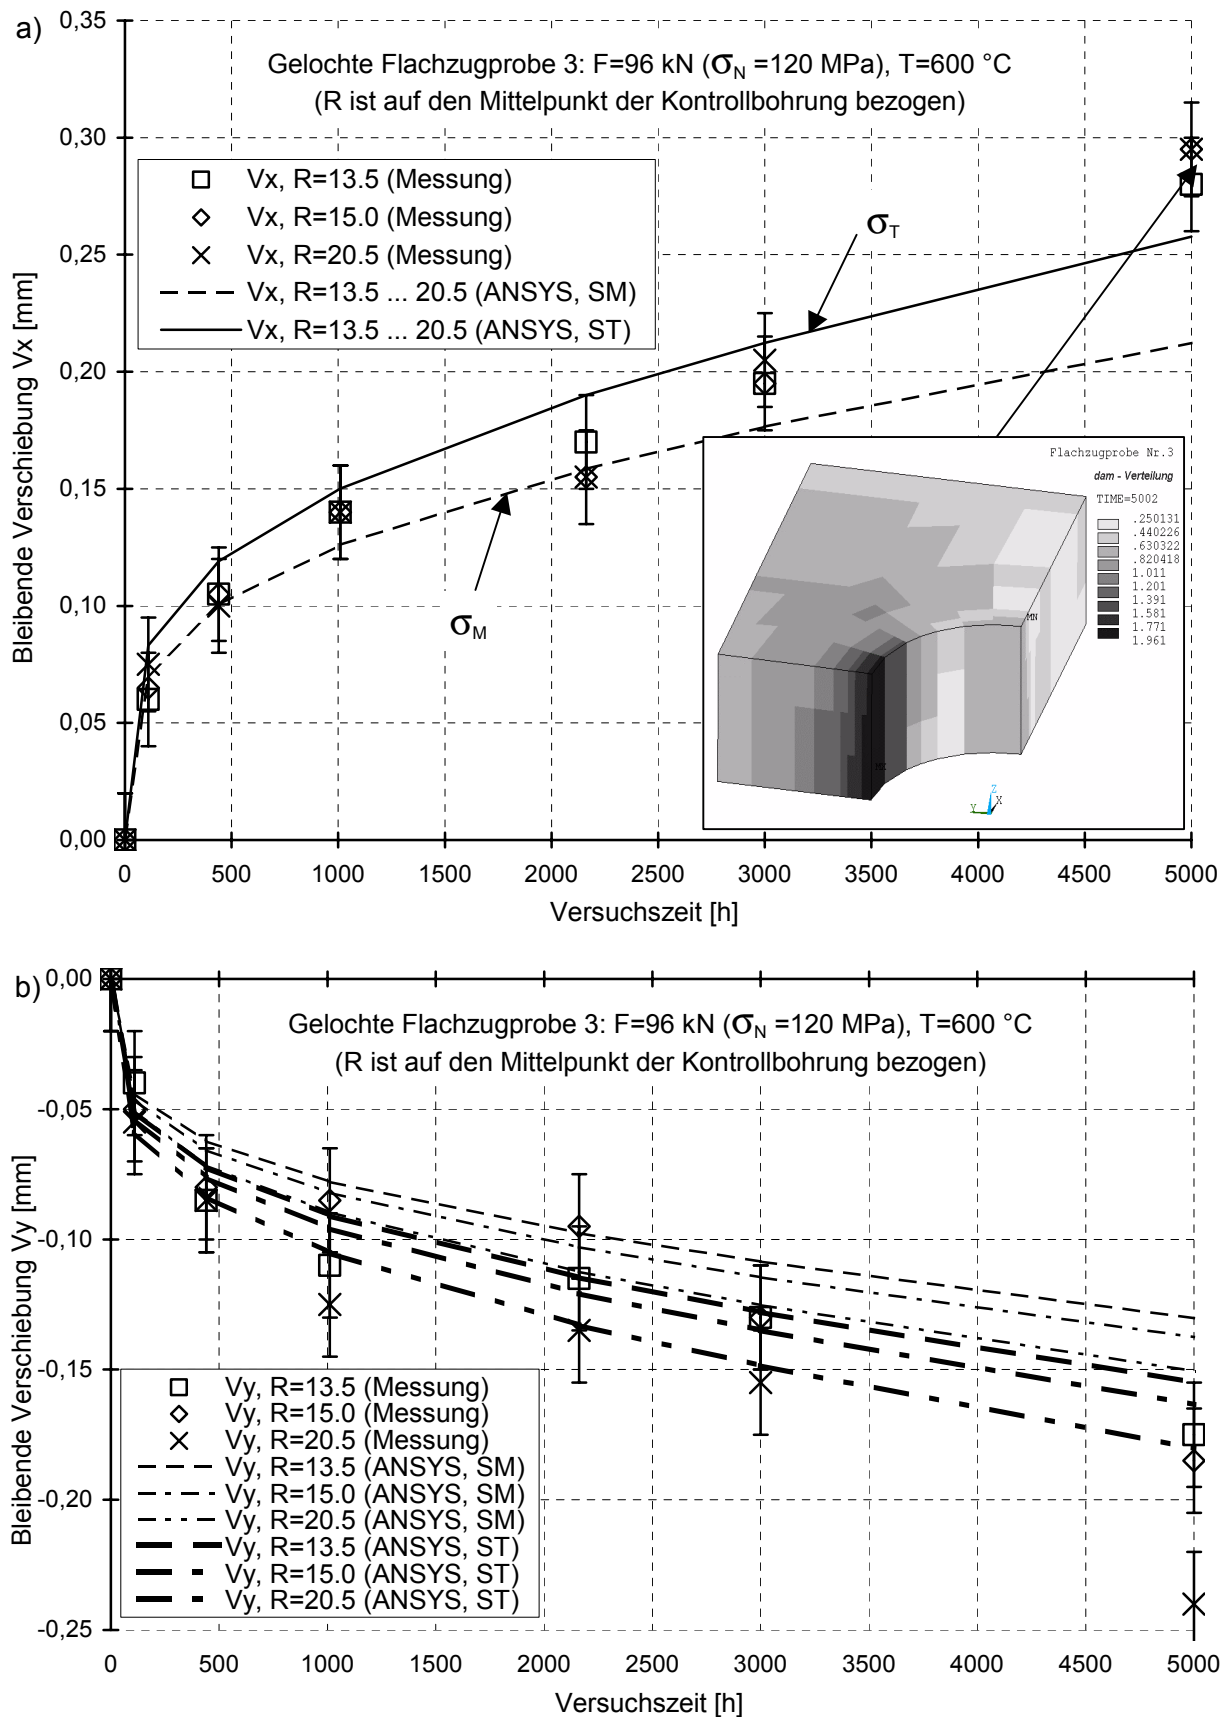 a)
0,35
0,30
0,25
0,20
0,15
0,10
0,05
0,00
Bleibende Verschiebung Vx [mm]
Gelochte Flachzugprobe 3: F=96 kN (σN =120 MPa), T=600 °C
(R ist auf den Mittelpunkt der Kontrollbohrung bezogen)
Vx, R=13.5 (Messung)
Vx, R=15.0 (Messung)
Vx, R=20.5 (Messung)
Vx, R=13.5 ... 20.5 (ANSYS, SM)
Vx, R=13.5 ... 20.5 (ANSYS, ST)
σT
σM
Flachzugprobe Nr.3
dam - Verteilung
TIME=5002
.250131
.440226
.630322
.820418
1.011
1.201
1.391
1.581
1.771
1.961
MN
MX
Z
Y
X
0 500 1000 1500 2000 2500 3000 3500 4000 4500 5000
Versuchszeit [h]
b)
0,00
-0,05
-0,10
-0,15
-0,20
-0,25
Bleibende Verschiebung Vy [mm]
Gelochte Flachzugprobe 3: F=96 kN (σN =120 MPa), T=600 °C
(R ist auf den Mittelpunkt der Kontrollbohrung bezogen)
Vy, R=13.5 (Messung)
Vy, R=15.0 (Messung)
Vy, R=20.5 (Messung)
Vy, R=13.5 (ANSYS, SM)
Vy, R=15.0 (ANSYS, SM)
Vy, R=20.5 (ANSYS, SM)
Vy, R=13.5 (ANSYS, ST)
Vy, R=15.0 (ANSYS, ST)
Vy, R=20.5 (ANSYS, ST)
0 500 1000 1500 2000 2500 3000 3500 4000 4500 5000
Versuchszeit [h]